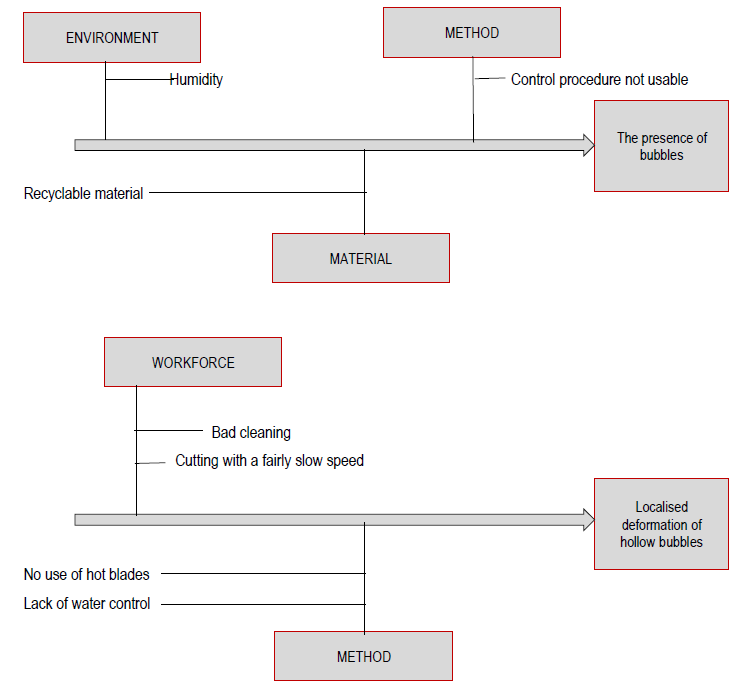 ENVIRONMENT
METHOD
Humidity
Control procedure not usable
The presence of
bubbles
Recyclable material
MATERIAL
WORKFORCE
Bad cleaning
Cutting with a fairly slow speed
Localised
deformation of
hollow bubbles
No use of hot blades
Lack of water control
METHOD